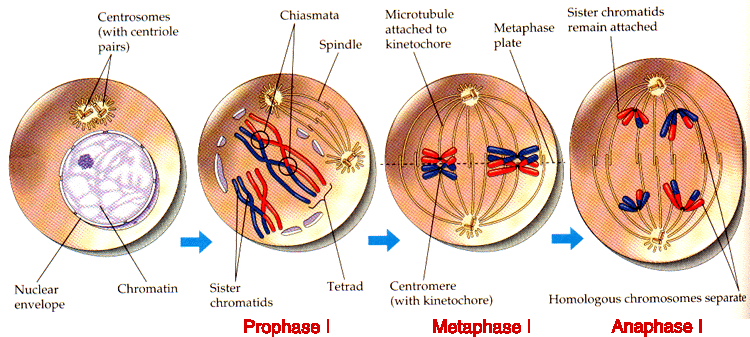 Centrosomes
(with centriole
pairs)
Chiasmata
Spindle
Microtubule
attached to
kinetochore
Metaphase
plate
Sister chromatids
remain attached
Nuclear
envelope
Chromatin
Sister
chromatids
Tetrad
Centromere
(with kinetochore)
Homologous chromosomes separate
Prophase I
Metaphase I
Anaphase I